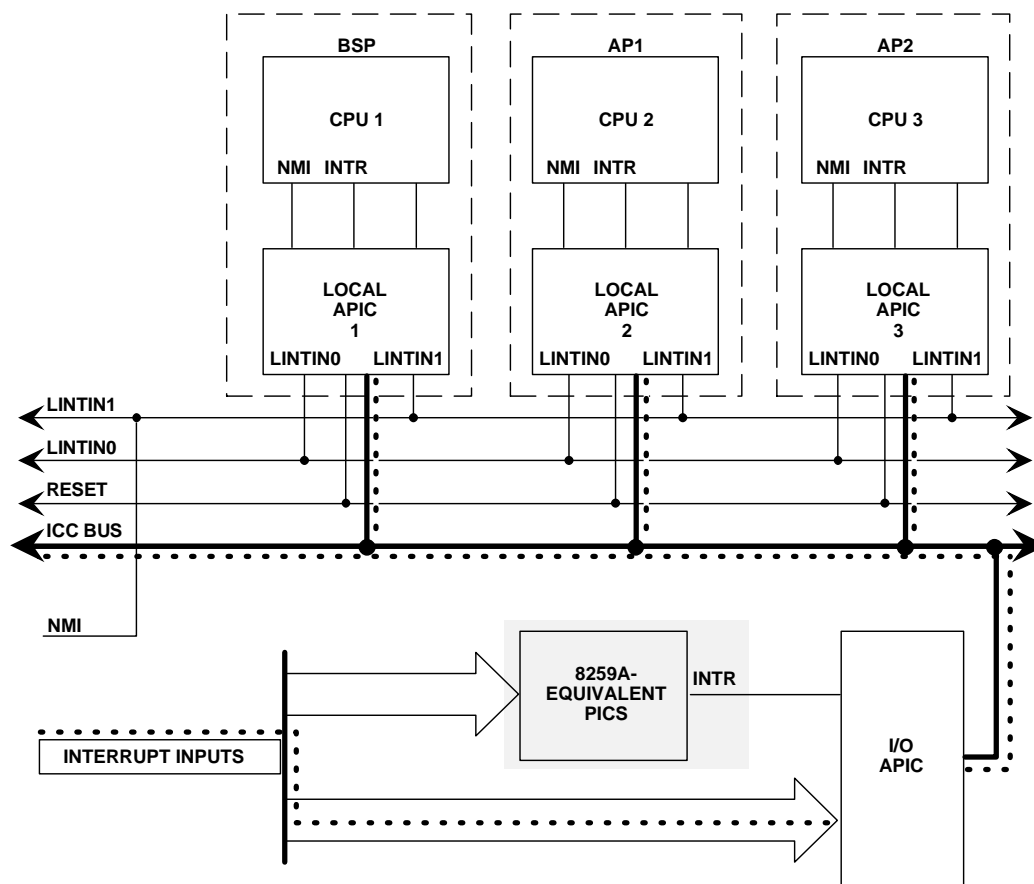 BSP
AP1
AP2
CPU 1
CPU 2
CPU 3
NMI INTR
NMI INTR
NMI INTR
LOCAL
APIC
1
LOCAL
APIC
2
LOCAL
APIC
3
LINTIN0
LINTIN1
LINTIN0
LINTIN1
LINTIN0
LINTIN1
LINTIN1
LINTIN0
RESET
ICC BUS
NMI
8259A-
EQUIVALENT
PICS
INTR
INTERRUPT INPUTS
I/O
APIC